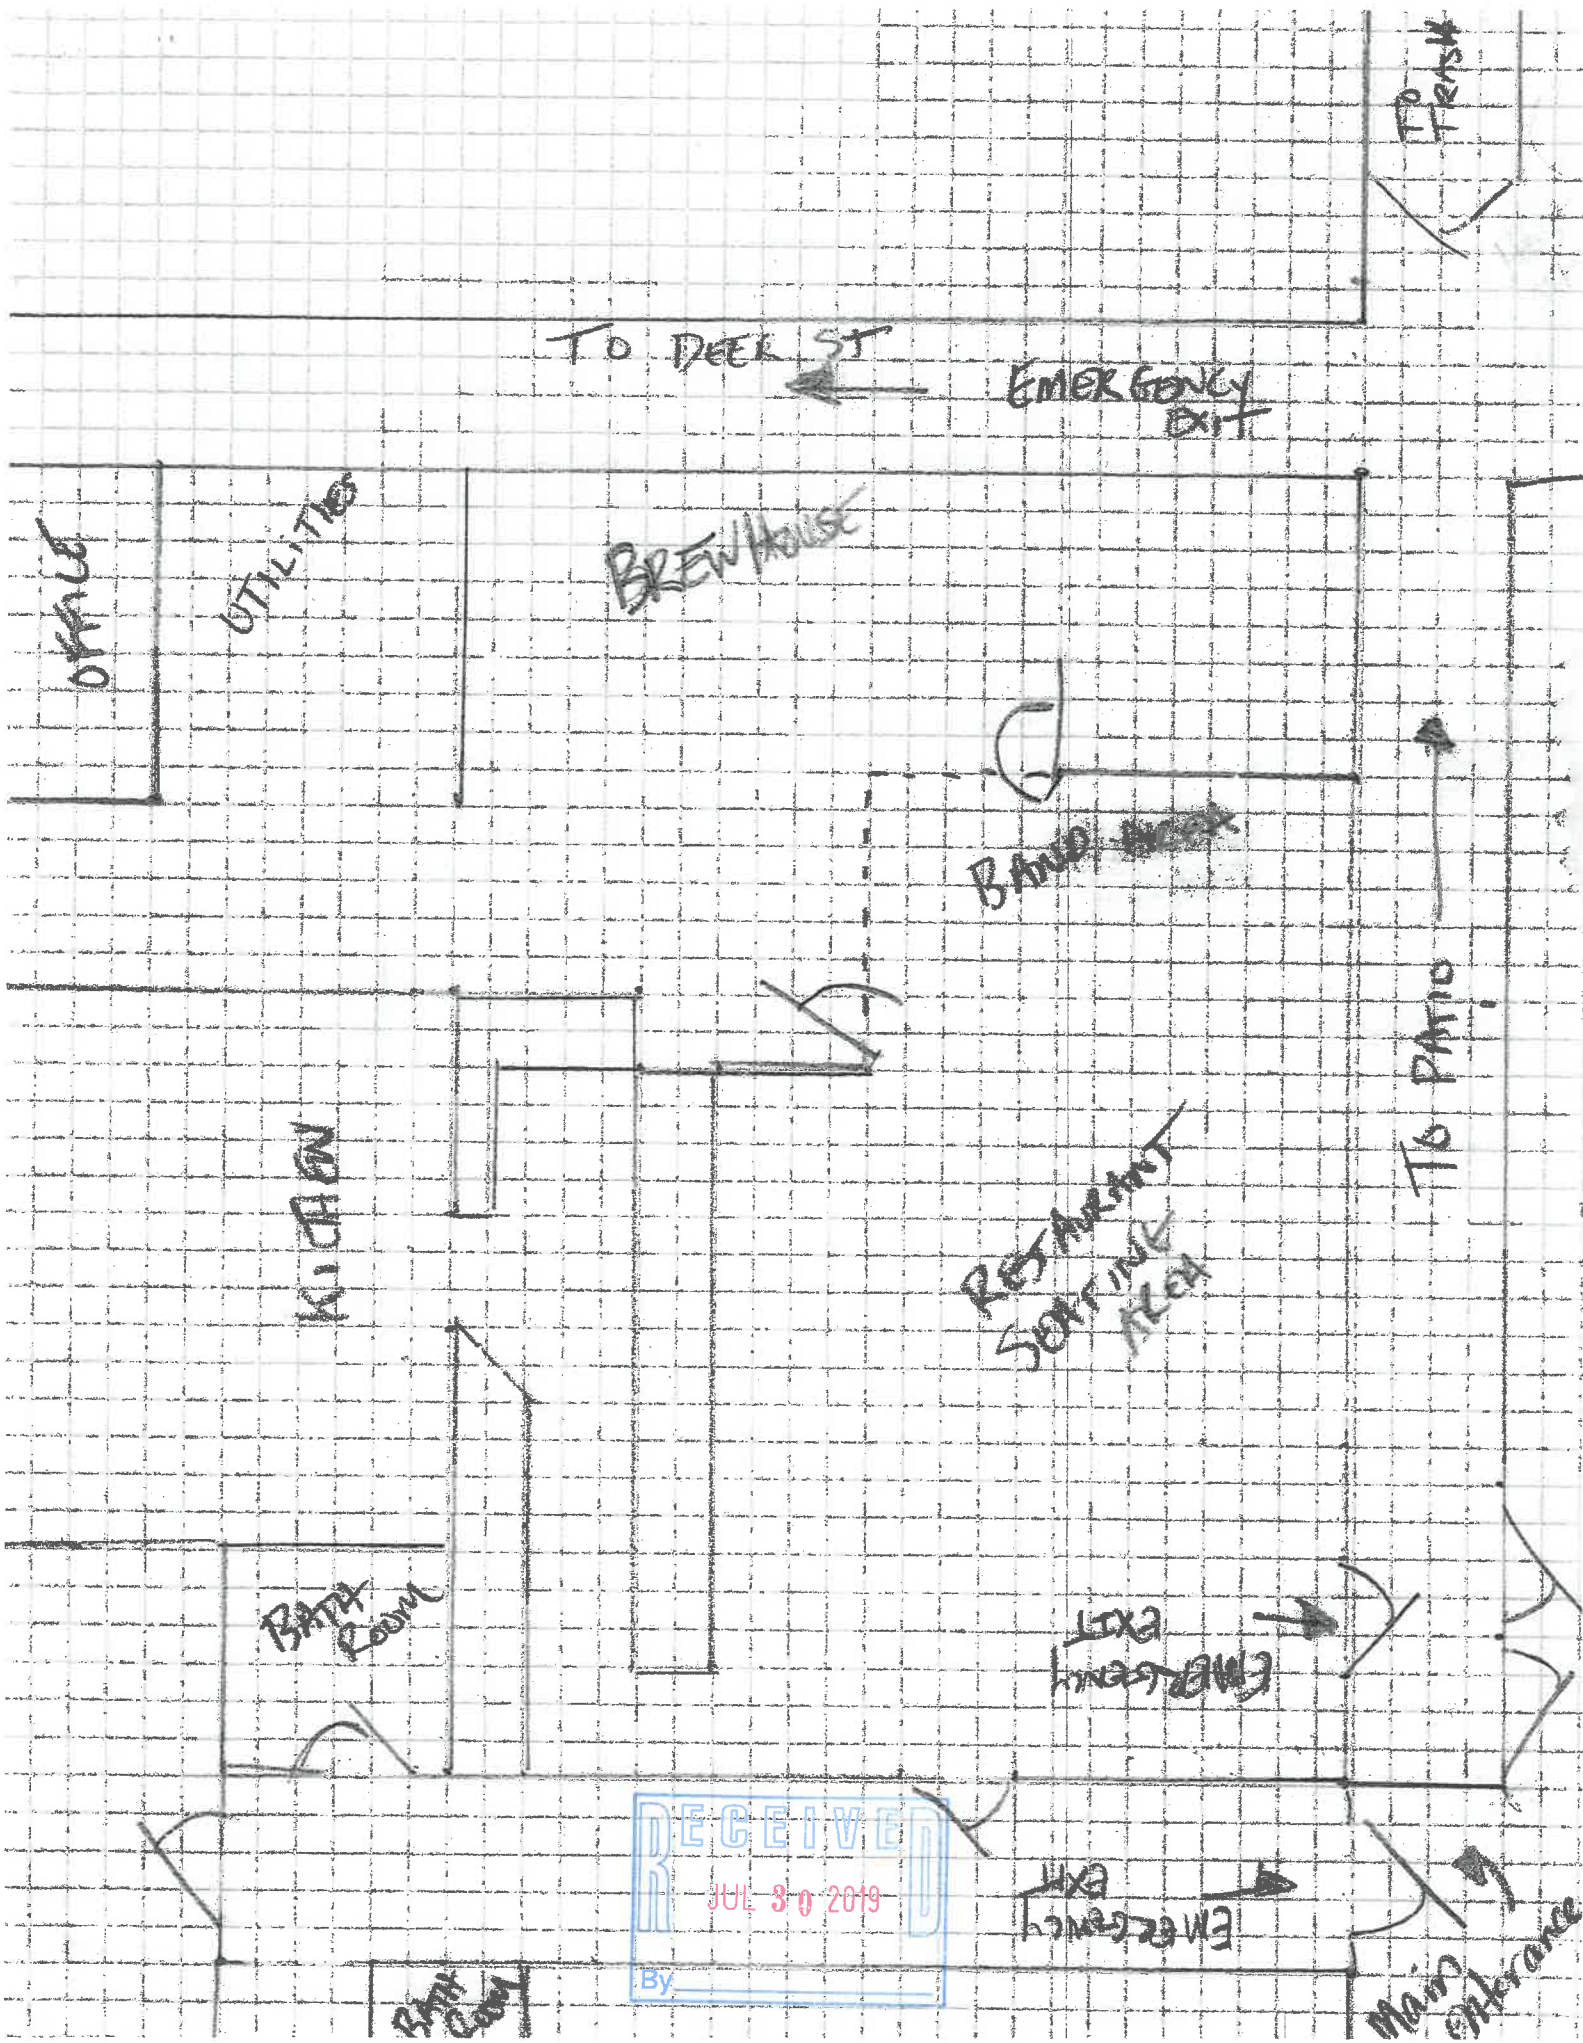 TO
TRASH
TO DEER ST
EMERGENCY
EXIT
OFFICE
UTILITIES
BREWHOUSE
BAND AREA
TO PATIO
KITCHEN
RESTAURANT
SEATING
AREA
BATH
ROOM
EMERGENCY
EXIT
RECEIVED
JUL 30 2019
By
EMERGENCY
EXIT
Main
Entrance
BATH
ROOM